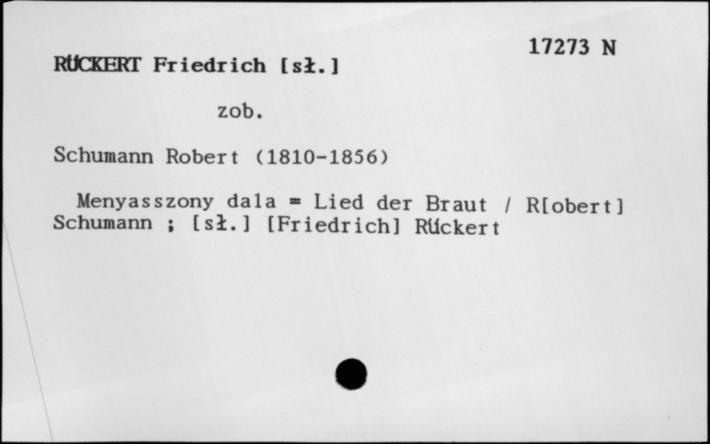 17273 N
RÜCKERT Friedrich [sł.]
zob.
Schumann Robert (1810-1856)
Menyasszony dala = Lied der Braut / R[obert]
Schumann ; [sł.] [Friedrich] Rückert